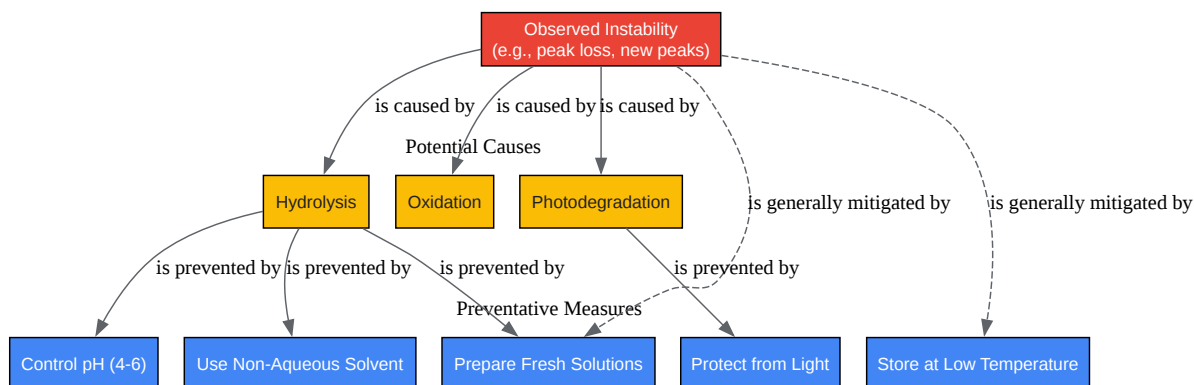 Observed Instability
(e.g., peak loss, new peaks)
is caused by
is caused by
is caused by
Potential Causes
Hydrolysis
Oxidation
Photodegradation
is generally mitigated by
is generally mitigated by
is prevented by
is prevented by
is prevented by
is prevented by
Preventative Measures
Control pH (4-6)
Use Non-Aqueous Solvent
Prepare Fresh Solutions
Protect from Light
Store at Low Temperature